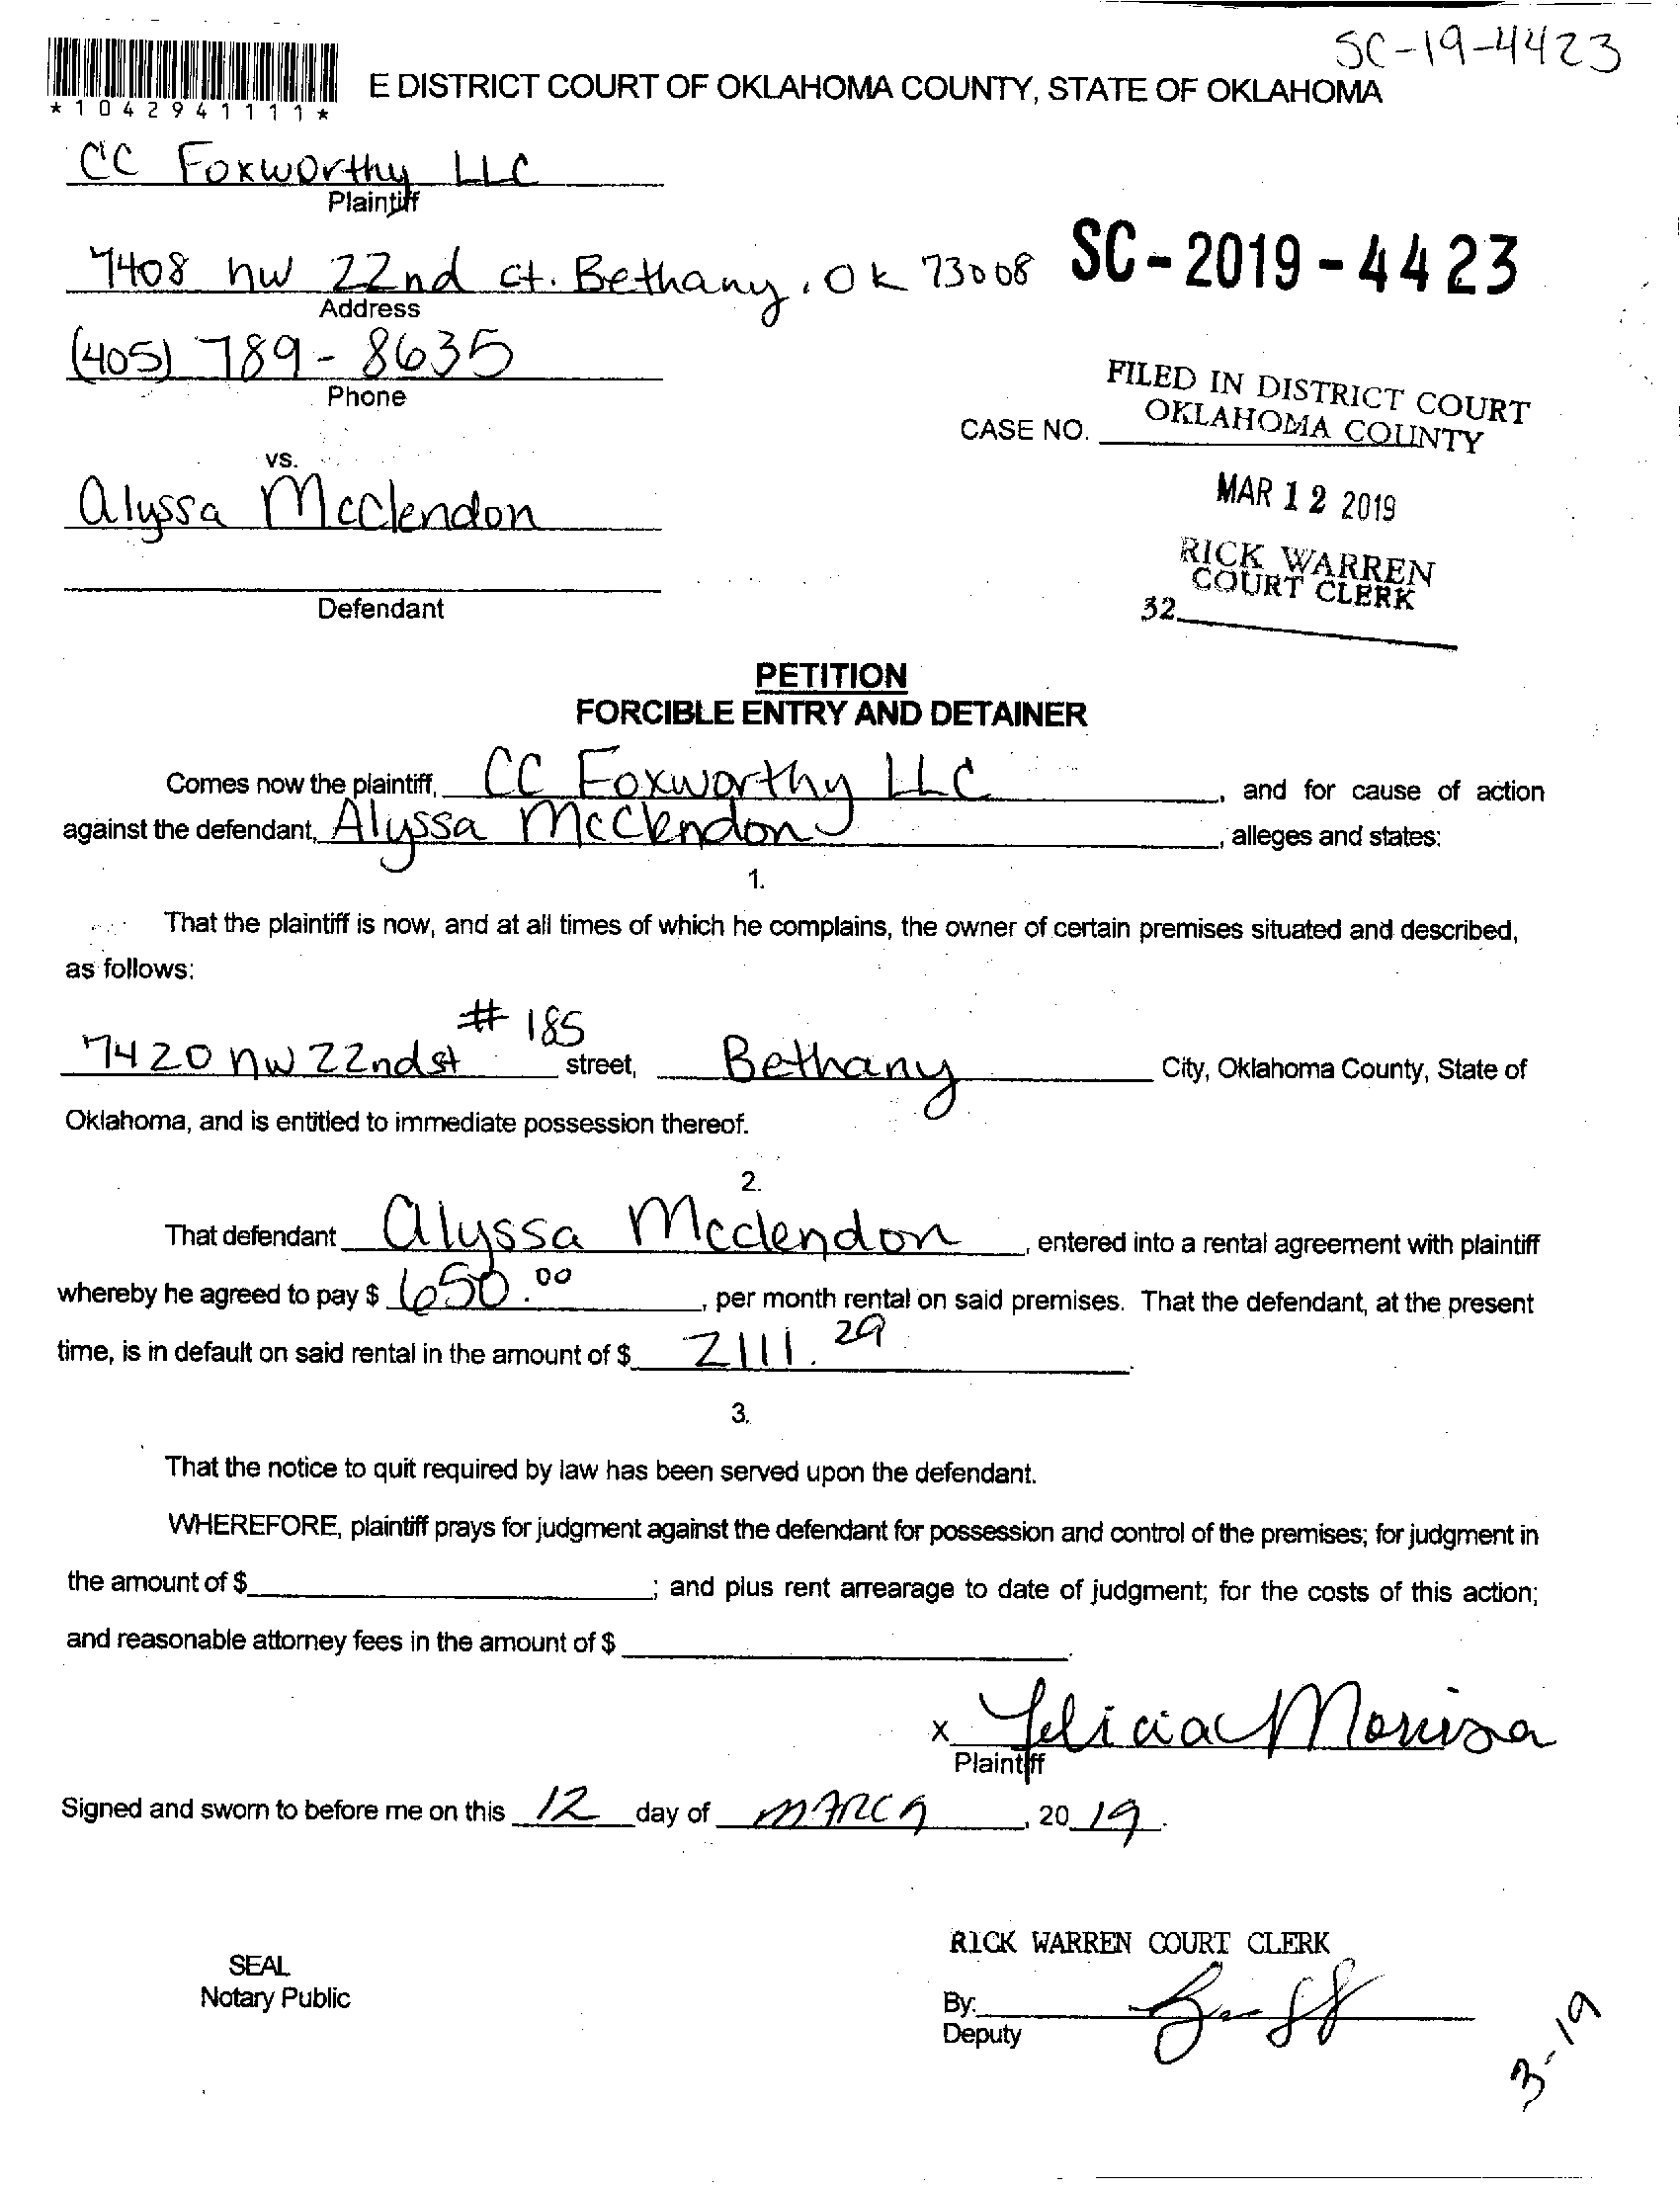 SC-19-4423
*1042941111*
E DISTRICT COURT OF OKLAHOMA COUNTY, STATE OF OKLAHOMA
CC Foxworthy LLC
Plaintiff
7408 nw 22nd ct. Bethany, OK 73008
SC-2019-4423
Address
(405) 789-8635
Phone
FILED IN DISTRICT COURT
OKLAHOMA COUNTY
CASE NO.
vs.
MAR 12 2019
alyssa McClendon
RICK WARREN
COURT CLERK
Defendant
32
PETITION
FORCIBLE ENTRY AND DETAINER
Comes now the plaintiff, CC Foxworthy LLC, and for cause of action
against the defendant, Alyssa McClendon, alleges and states:
1.
That the plaintiff is now, and at all times of which he complains, the owner of certain premises situated and described,
as follows:
7420 nw 22nd st #185 street, Bethany City, Oklahoma County, State of
Oklahoma, and is entitled to immediate possession thereof.
2.
That defendant alyssa Mcclendon, entered into a rental agreement with plaintiff
whereby he agreed to pay $ 650.00, per month rental on said premises. That the defendant, at the present
time, is in default on said rental in the amount of $ 2111.29.
3.
That the notice to quit required by law has been served upon the defendant.
WHEREFORE, plaintiff prays for judgment against the defendant for possession and control of the premises; for judgment in
the amount of $; and plus rent arrearage to date of judgment; for the costs of this action;
and reasonable attorney fees in the amount of $.
x Felicia
Plaintiff
Signed and sworn to before me on this 12 day of MARCH, 20 19.
RICK WARREN COURT CLERK
SEAL
Notary Public
By:
Deputy
3-19